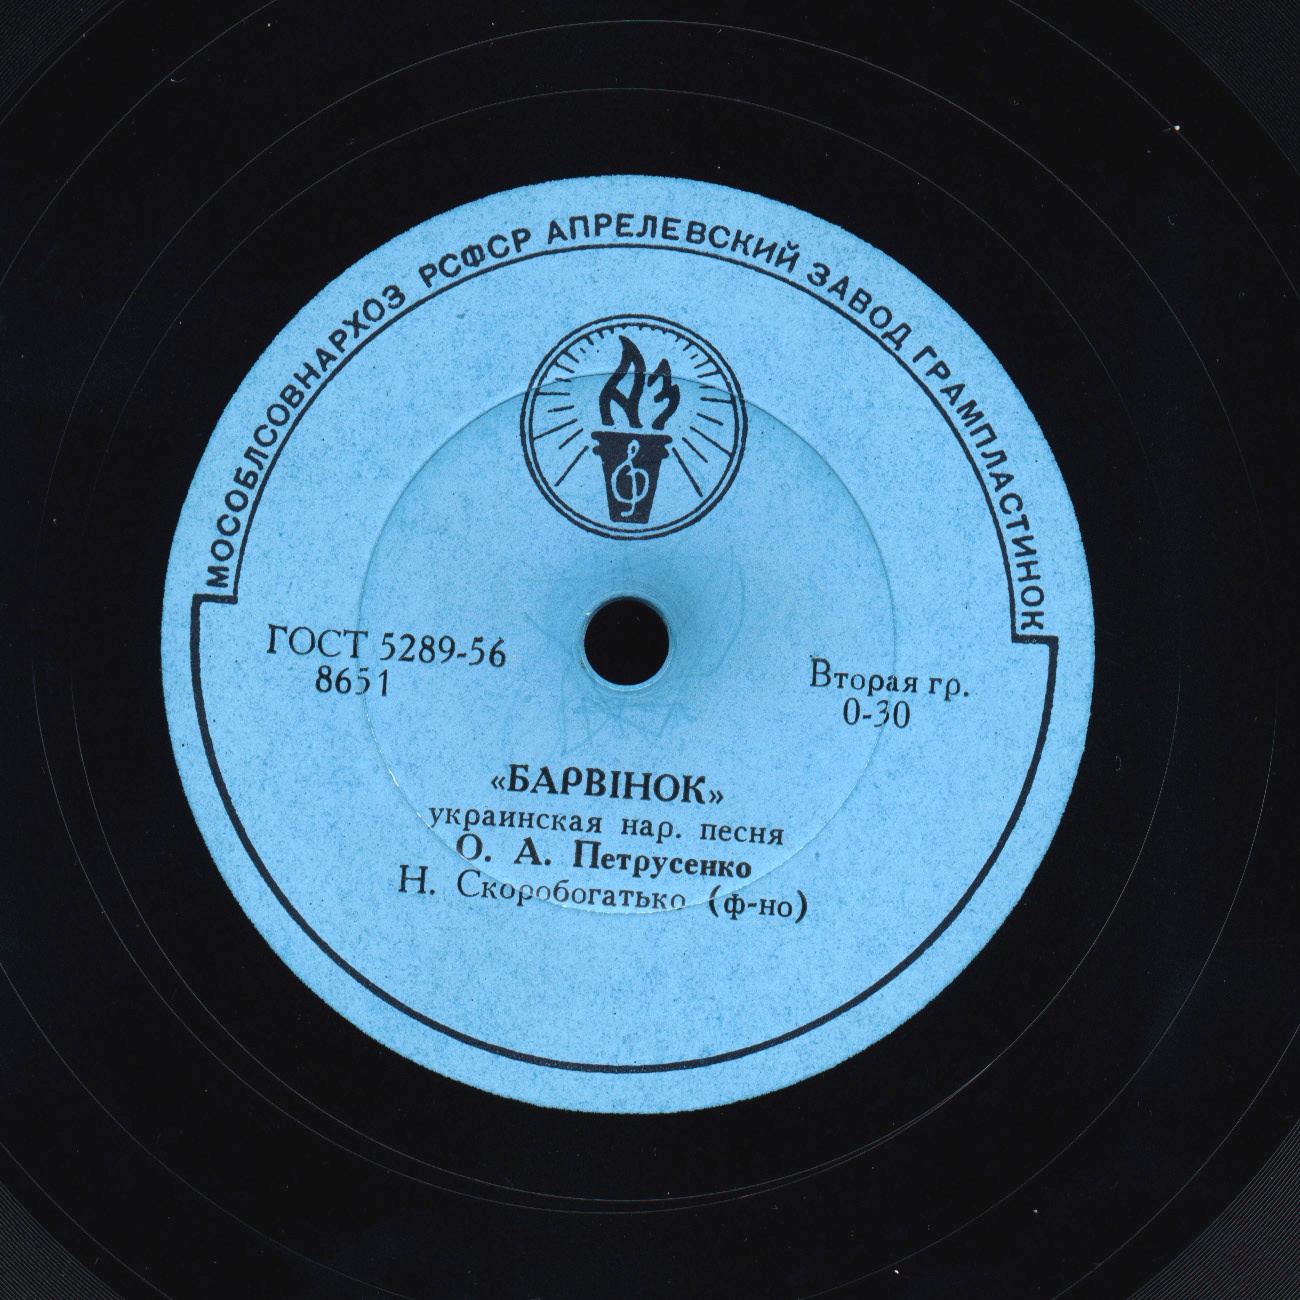 МОСОБЛСОВНАРХОЗ РСФСР АПРЕЛЕВСКИЙ ЗАВОД ГРАМПЛАСТИНОК
АЗ
ГОСТ 5289-56
8651
Вторая гр.
0-30
«БАРВІНОК»
украинская нар. песня
О. А. Петрусенко
Н. Скоробогатько (ф-но)